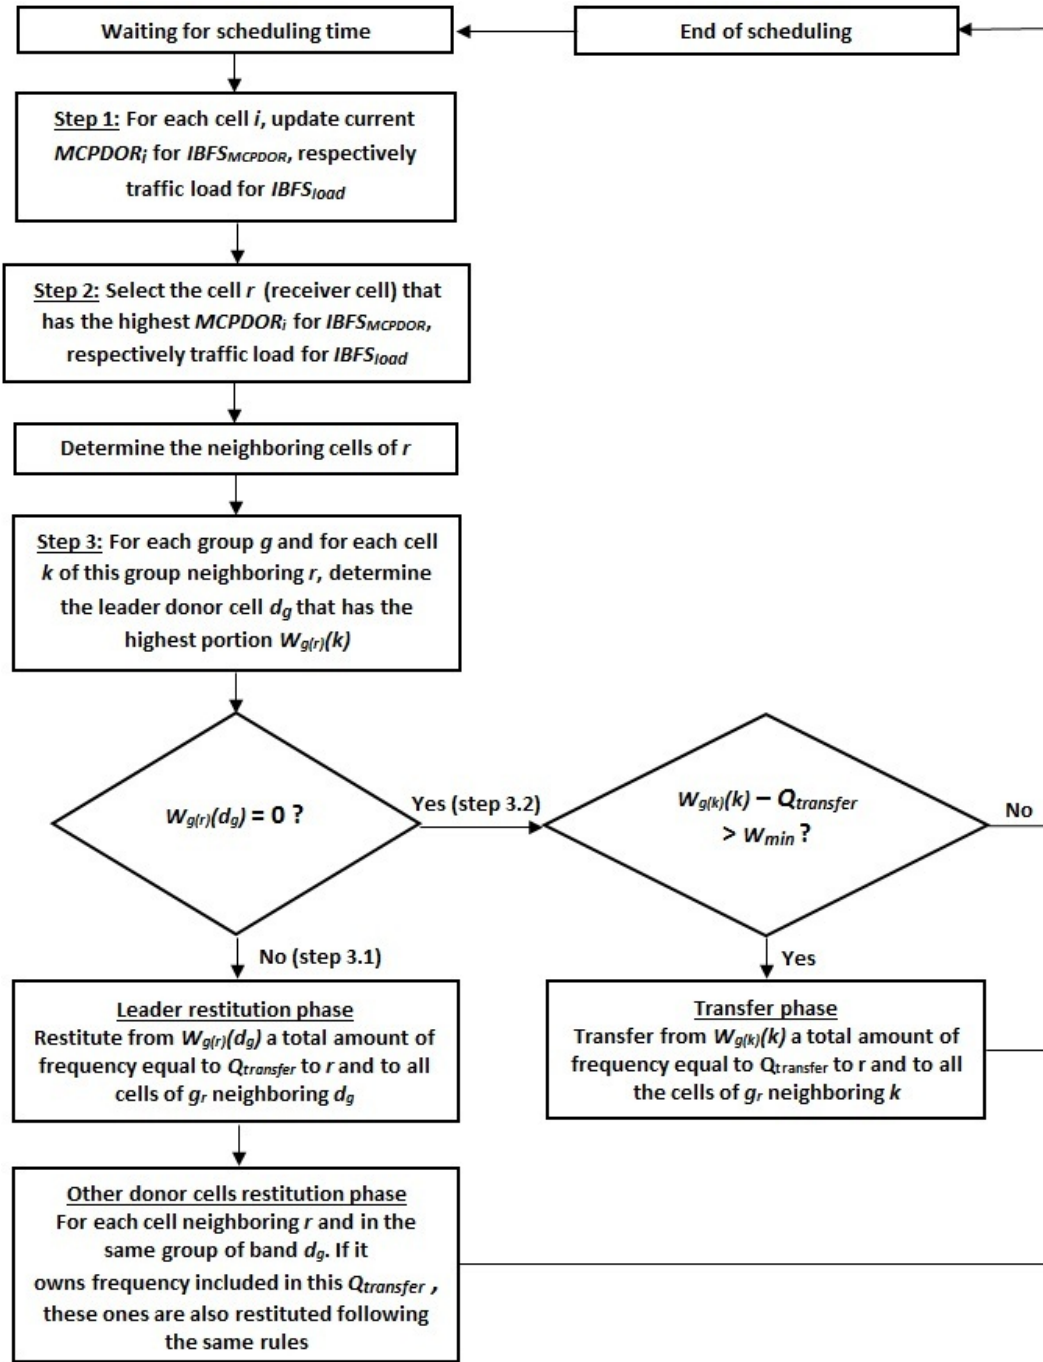 Waiting for scheduling time
End of scheduling
Step 1: For each cell i, update current
MCPDORi for IBFSMCPDOR, respectively
traffic load for IBFSload
Step 2: Select the cell r (receiver cell) that
has the highest MCPDORi for IBFSMCPDOR,
respectively traffic load for IBFSload
Determine the neighboring cells of r
Step 3: For each group g and for each cell
k of this group neighboring r, determine
the leader donor cell dg that has the
highest portion Wg(r)(k)
Wg(r)(dg) = 0 ?
Yes (step 3.2)
Wg(k)(k) – Qtransfer
> Wmin ?
No
No (step 3.1)
Yes
Leader restitution phase
Restitute from Wg(r)(dg) a total amount of
frequency equal to Qtransfer to r and to all
cells of gr neighboring dg
Transfer phase
Transfer from Wg(k)(k) a total amount of
frequency equal to Qtransfer to r and to all
the cells of gr neighboring k
Other donor cells restitution phase
For each cell neighboring r and in the
same group of band dg. If it
owns frequency included in this Qtransfer ,
these ones are also restituted following
the same rules